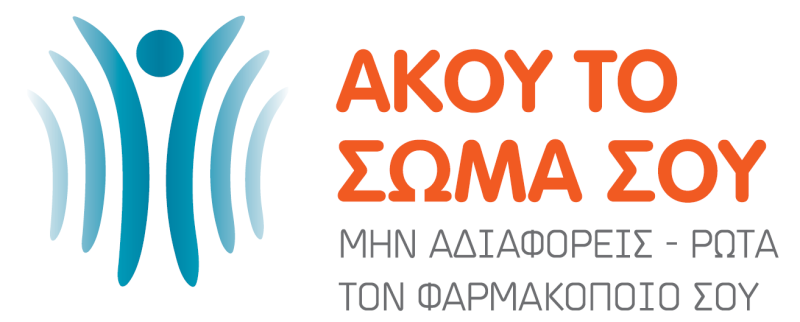 ΑΚΟΥ ΤΟ
ΣΩΜΑ ΣΟΥ
ΜΗΝ ΑΔΙΑΦΟΡΕΙΣ - ΡΩΤΑ
ΤΟΝ ΦΑΡΜΑΚΟΠΟΙΟ ΣΟΥ